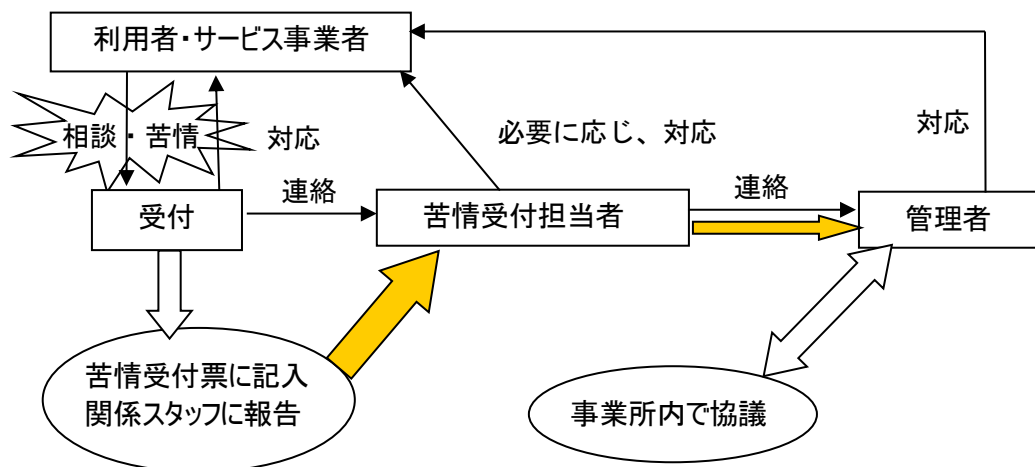 利用者・サービス事業者
相談・苦情
対応
必要に応じ、対応
対応
受付
連絡
苦情受付担当者
連絡
管理者
苦情受付票に記入
関係スタッフに報告
事業所内で協議